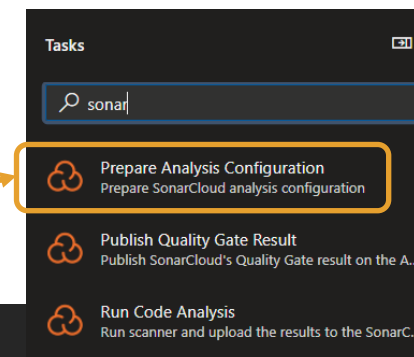 Tasks
sonar
Prepare Analysis Configuration
Prepare SonarCloud analysis configuration
Publish Quality Gate Result
Publish SonarCloud's Quality Gate result on the A...
Run Code Analysis
Run scanner and upload the results to the SonarC...